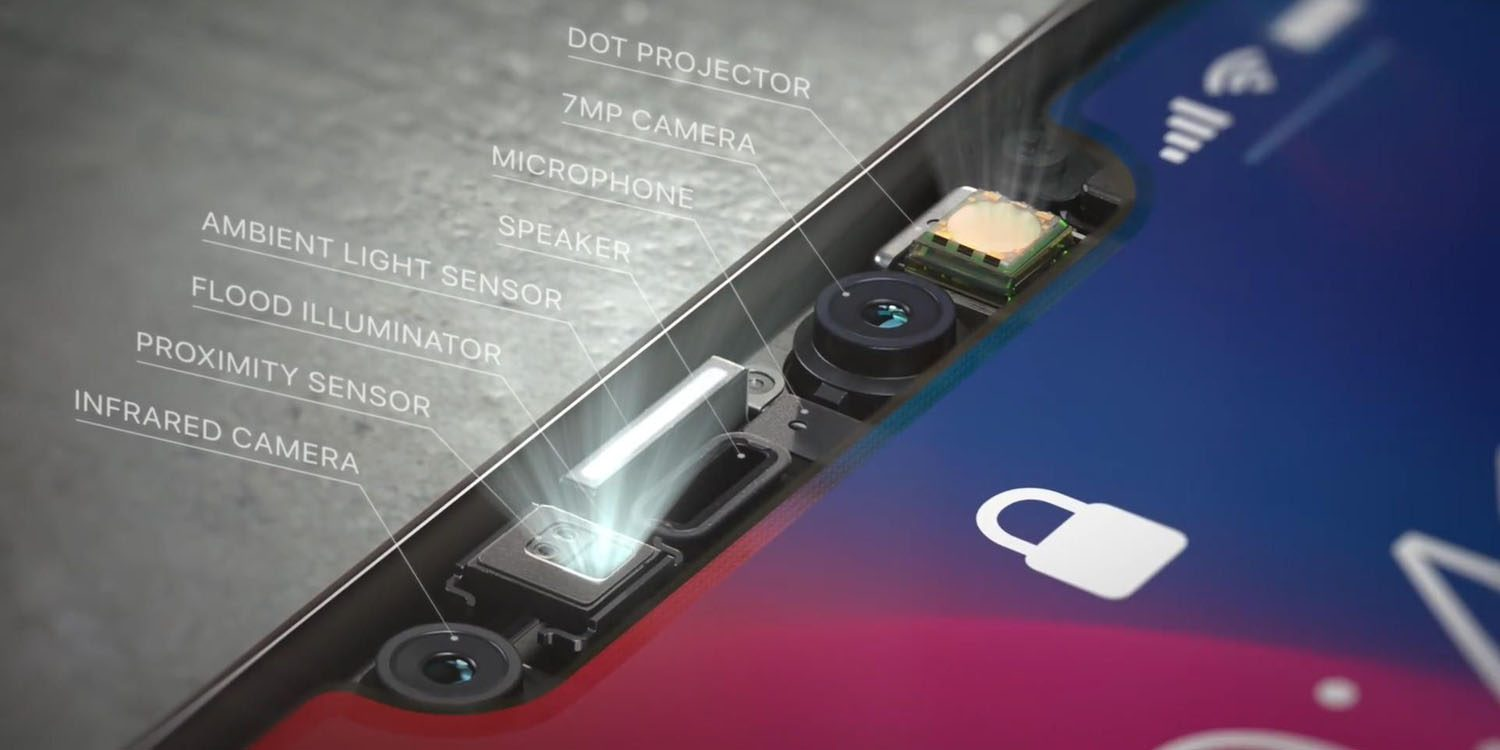 DOT PROJECTOR
7MP CAMERA
MICROPHONE
SPEAKER
AMBIENT LIGHT SENSOR
FLOOD ILLUMINATOR
PROXIMITY SENSOR
INFRARED CAMERA